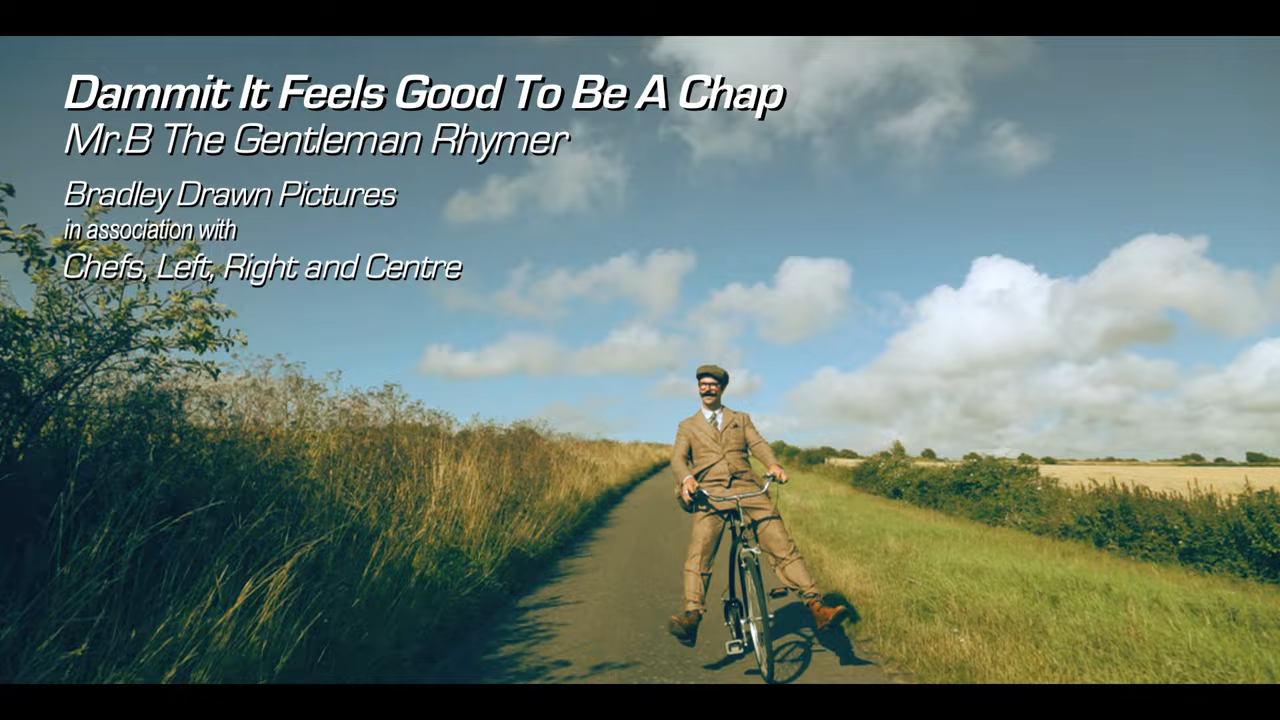 Dammit It Feels Good To Be A Chap
Mr.B The Gentleman Rhymer
Bradley Drawn Pictures
in association with
Chefs, Left, Right and Centre